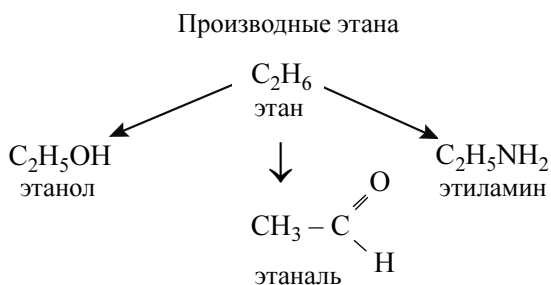 Производные этана
C₂H₆
этан
C₂H₅OH
этанол
C₂H₅NH₂
этиламин
O
CH₃ – C
H
этаналь